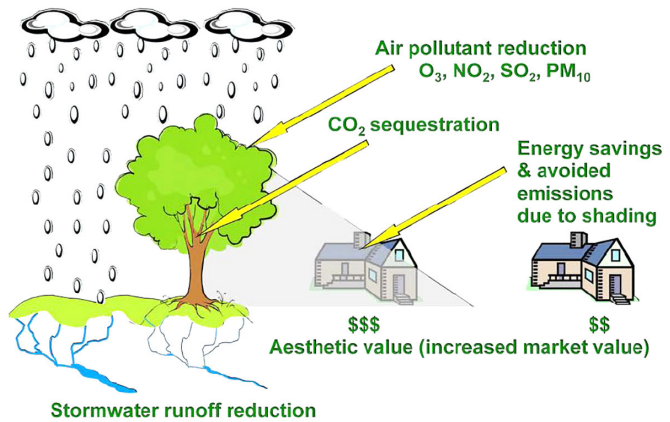 Air pollutant reduction
O₃, NO₂, SO₂, PM₁₀
CO₂ sequestration
Energy savings
& avoided
emissions
due to shading
$$$
$$
Aesthetic value (increased market value)
Stormwater runoff reduction